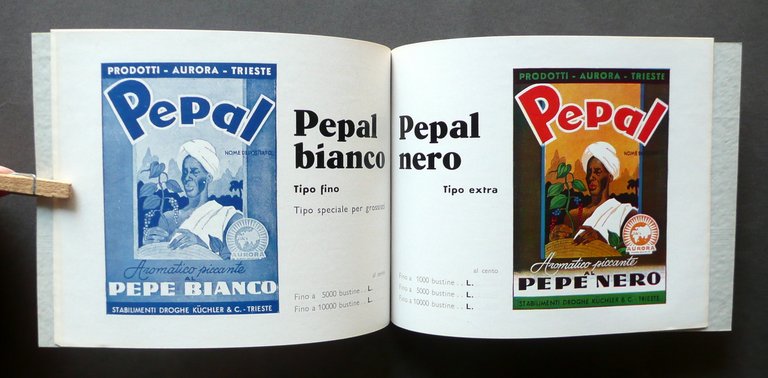 PRODOTTI - AURORA - TRIESTE
Pepal
NOME DEPOSITATO
AURORA
Aromatico piccante
AL
PEPE BIANCO
STABILIMENTI DROGHE KÜCHLER & C. - TRIESTE
Pepal
bianco
Tipo fino
Tipo speciale per grossisti
al cento
Fino a 5000 bustine . . L.
Fino a 10000 bustine . . L.
Pepal
nero
Tipo extra
al cento
Fino a 1000 bustine . . L.
Fino a 5000 bustine . . L.
Fino a 10000 bustine . . L.
PRODOTTI - AURORA - TRIESTE
Pepal
NOME
AURORA
Aromatico piccante
AL
PEPE NERO
STABILIMENTI DROGHE KÜCHLER & C. - TRIESTE